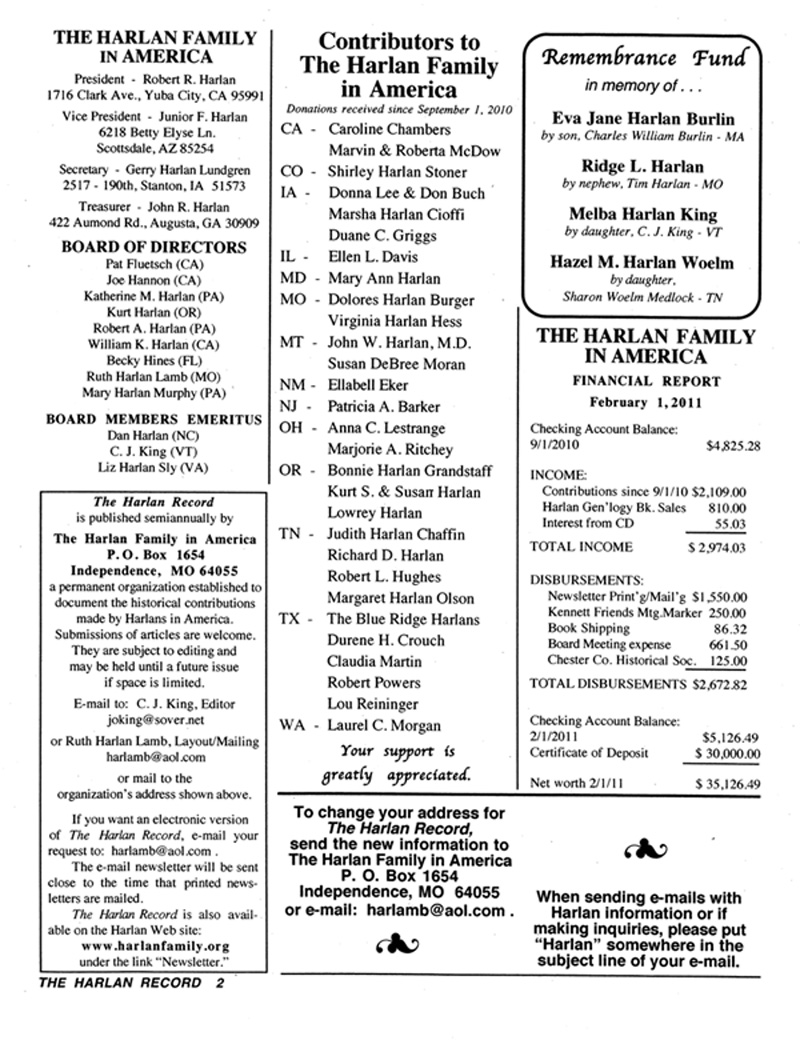 THE HARLAN FAMILY
IN AMERICA
President - Robert R. Harlan
1716 Clark Ave., Yuba City, CA 95991
Vice President - Junior F. Harlan
6218 Betty Elyse Ln.
Scottsdale, AZ 85254
Secretary - Gerry Harlan Lundgren
2517 - 190th, Stanton, IA 51573
Treasurer - John R. Harlan
422 Aumond Rd., Augusta, GA 30909
BOARD OF DIRECTORS
Pat Fluetsch (CA)
Joe Hannon (CA)
Katherine M. Harlan (PA)
Kurt Harlan (OR)
Robert A. Harlan (PA)
William K. Harlan (CA)
Becky Hines (FL)
Ruth Harlan Lamb (MO)
Mary Harlan Murphy (PA)
BOARD MEMBERS EMERITUS
Dan Harlan (NC)
C. J. King (VT)
Liz Harlan Sly (VA)
The Harlan Record
is published semiannually by
The Harlan Family in America
P. O. Box 1654
Independence, MO 64055
a permanent organization established to
document the historical contributions
made by Harlans in America.
Submissions of articles are welcome.
They are subject to editing and
may be held until a future issue
if space is limited.
E-mail to: C. J. King, Editor
joking@sover.net
or Ruth Harlan Lamb, Layout/Mailing
harlamb@aol.com
or mail to the
organization's address shown above.
If you want an electronic version
of The Harlan Record, e-mail your
request to: harlamb@aol.com .
The e-mail newsletter will be sent
close to the time that printed news-
letters are mailed.
The Harlan Record is also avail-
able on the Harlan Web site:
www.harlanfamily.org
under the link "Newsletter."
THE HARLAN RECORD 2
Contributors to
The Harlan Family
in America
Donations received since September 1, 2010
CA - Caroline Chambers
Marvin & Roberta McDow
CO - Shirley Harlan Stoner
IA - Donna Lee & Don Buch
Marsha Harlan Cioffi
Duane C. Griggs
IL - Ellen L. Davis
MD - Mary Ann Harlan
MO - Dolores Harlan Burger
Virginia Harlan Hess
MT - John W. Harlan, M.D.
Susan DeBree Moran
NM - Ellabell Eker
NJ - Patricia A. Barker
OH - Anna C. Lestrange
Marjorie A. Ritchey
OR - Bonnie Harlan Grandstaff
Kurt S. & Susan Harlan
Lowrey Harlan
TN - Judith Harlan Chaffin
Richard D. Harlan
Robert L. Hughes
Margaret Harlan Olson
TX - The Blue Ridge Harlans
Durene H. Crouch
Claudia Martin
Robert Powers
Lou Reininger
WA - Laurel C. Morgan
Your support is
greatly appreciated.
To change your address for
The Harlan Record,
send the new information to
The Harlan Family in America
P. O. Box 1654
Independence, MO 64055
or e-mail: harlamb@aol.com .
Remembrance Fund
in memory of . . .
Eva Jane Harlan Burlin
by son, Charles William Burlin - MA
Ridge L. Harlan
by nephew, Tim Harlan - MO
Melba Harlan King
by daughter, C. J. King - VT
Hazel M. Harlan Woelm
by daughter,
Sharon Woelm Medlock - TN
THE HARLAN FAMILY
IN AMERICA
FINANCIAL REPORT
February 1, 2011
Checking Account Balance:
9/1/2010 $4,825.28
INCOME:
Contributions since 9/1/10 $2,109.00
Harlan Gen'logy Bk. Sales 810.00
Interest from CD 55.03
TOTAL INCOME $ 2,974.03
DISBURSEMENTS:
Newsletter Print'g/Mail'g $1,550.00
Kennett Friends Mtg.Marker 250.00
Book Shipping 86.32
Board Meeting expense 661.50
Chester Co. Historical Soc. 125.00
TOTAL DISBURSEMENTS $2,672.82
Checking Account Balance:
2/1/2011 $5,126.49
Certificate of Deposit $ 30,000.00
Net worth 2/1/11 $ 35,126.49
When sending e-mails with
Harlan information or if
making inquiries, please put
"Harlan" somewhere in the
subject line of your e-mail.